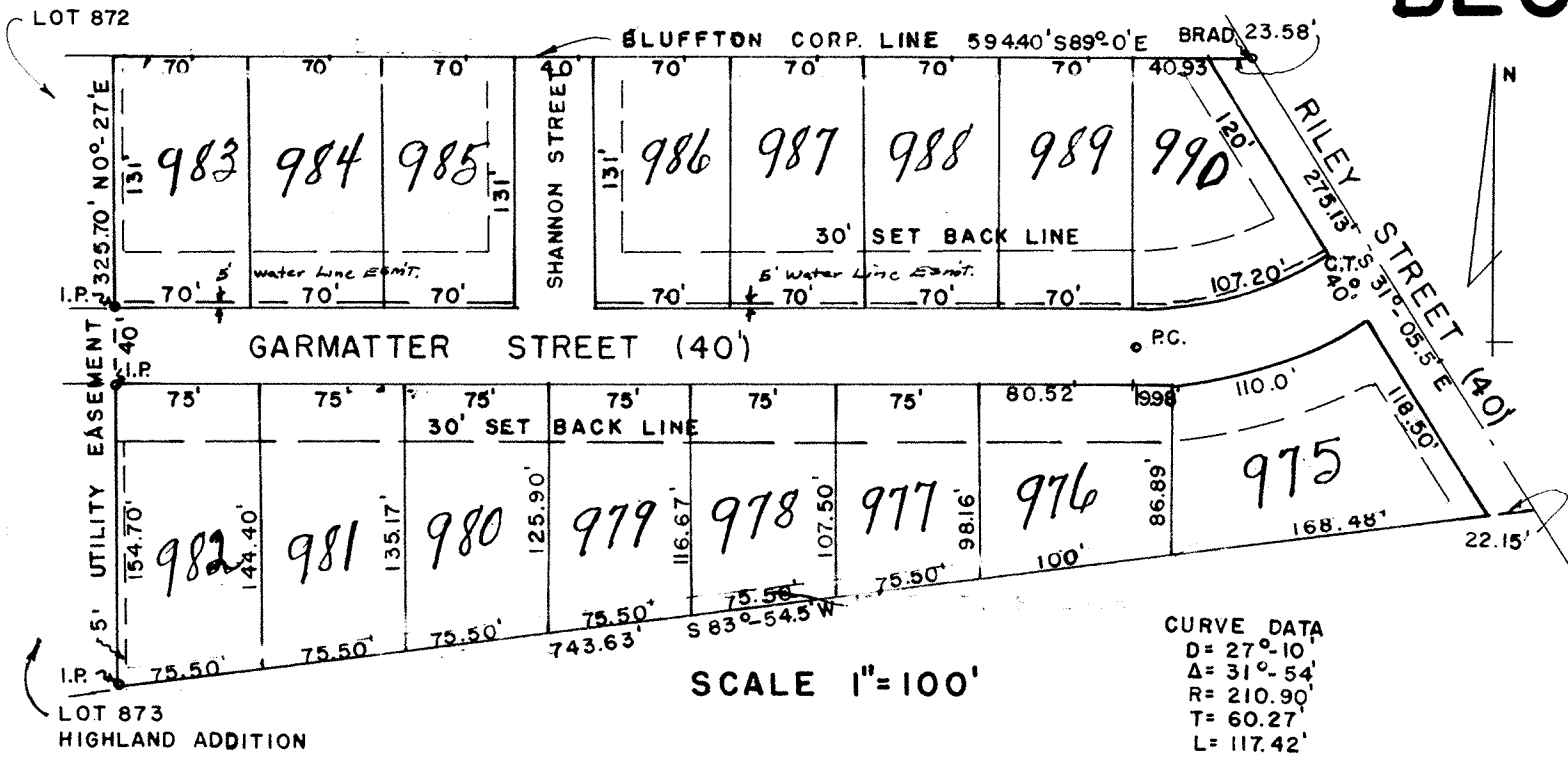 LOT 872
BLUFFTON CORP. LINE 594.40' S89°-0'E BRAD 23.58'
70' 70' 70' 40' 70' 70' 70' 70' 40.93'
N
325.70' N0°-27'E
131' 983 984 985 131'
SHANNON STREET
131' 986 987 988 989 990 120'
RILEY STREET (40')
275.13' S 31°-05.5' E
30' SET BACK LINE
5' water Line Esm'T. 5' Water Line Esm't.
I.P. 70' 70' 70' 70' 70' 70' 70' 107.20' C.T. 40'
40' GARMATTER STREET (40') P.C.
I.P.
75' 75' 75' 75' 75' 75' 80.52' 19.98' 110.0' 118.50'
30' SET BACK LINE
5' UTILITY EASEMENT
154.70' 982 144.40' 981 135.17' 980 125.90' 979 116.67' 978 107.50' 977 98.16' 976 86.89' 975
I.P. 75.50' 75.50' 75.50' 75.50' 75.50' 75.50' 100' 168.48' 22.15'
743.63' S 83°-54.5' W
LOT 873
HIGHLAND ADDITION
SCALE 1"=100'
CURVE DATA
D= 27°-10'
Δ= 31°-54'
R= 210.90'
T= 60.27'
L= 117.42'